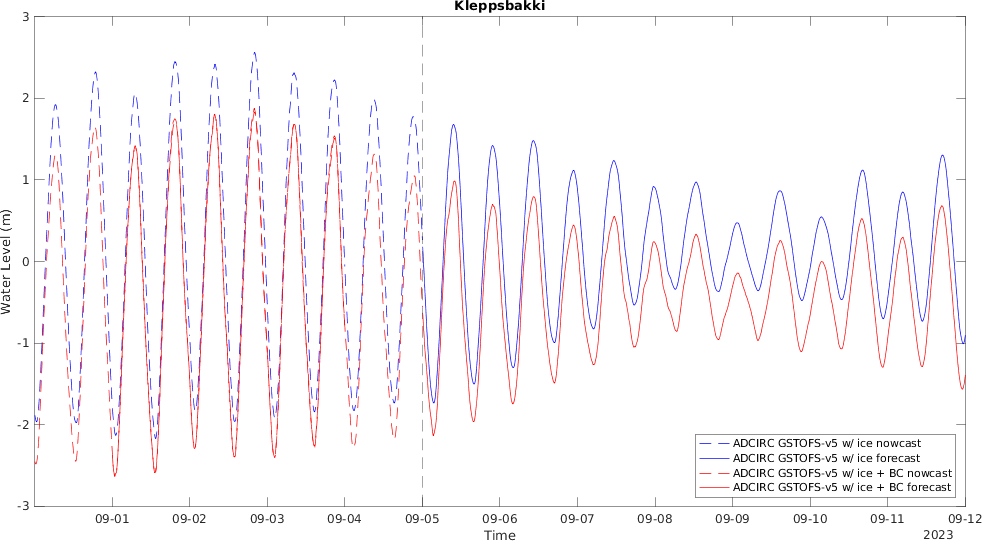 Kleppsbakki
3
2
1
0
-1
-2
-3
Water Level (m)
ADCIRC GSTOFS-v5 w/ ice nowcast
ADCIRC GSTOFS-v5 w/ ice forecast
ADCIRC GSTOFS-v5 w/ ice + BC nowcast
ADCIRC GSTOFS-v5 w/ ice + BC forecast
09-01 09-02 09-03 09-04 09-05 09-06 09-07 09-08 09-09 09-10 09-11 09-12
Time
2023